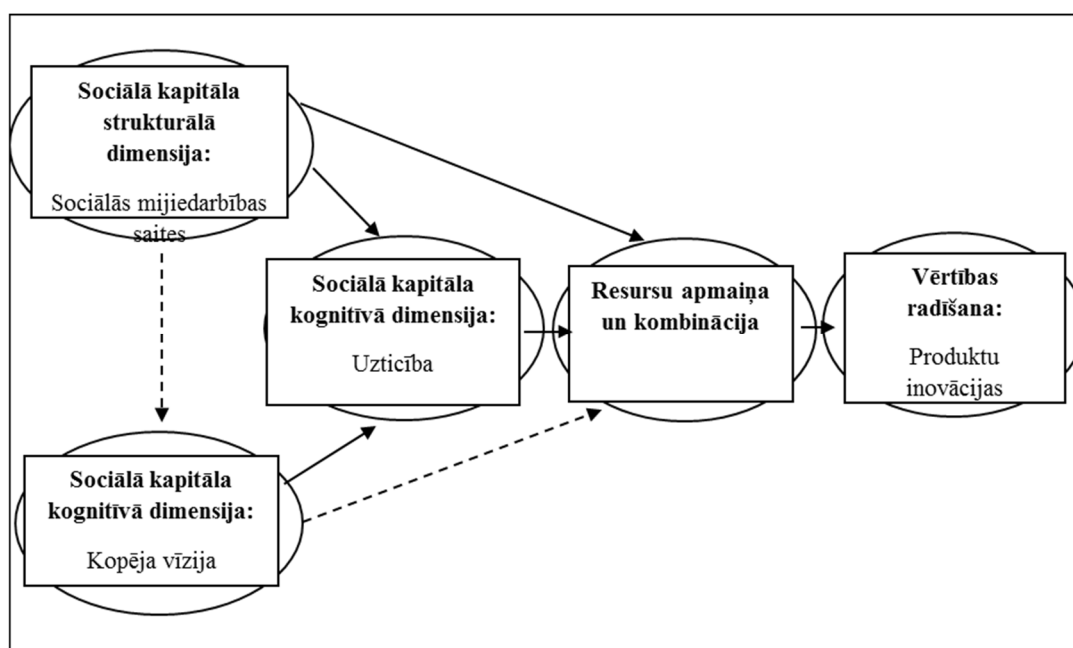 Sociālā kapitāla
strukturālā
dimensija:
Sociālās mijiedarbības
saites
Sociālā kapitāla
kognitīvā dimensija:
Uzticība
Resursu apmaiņa
un kombinācija
Vērtības
radīšana:
Produktu
inovācijas
Sociālā kapitāla
kognitīvā dimensija:
Kopēja vīzija